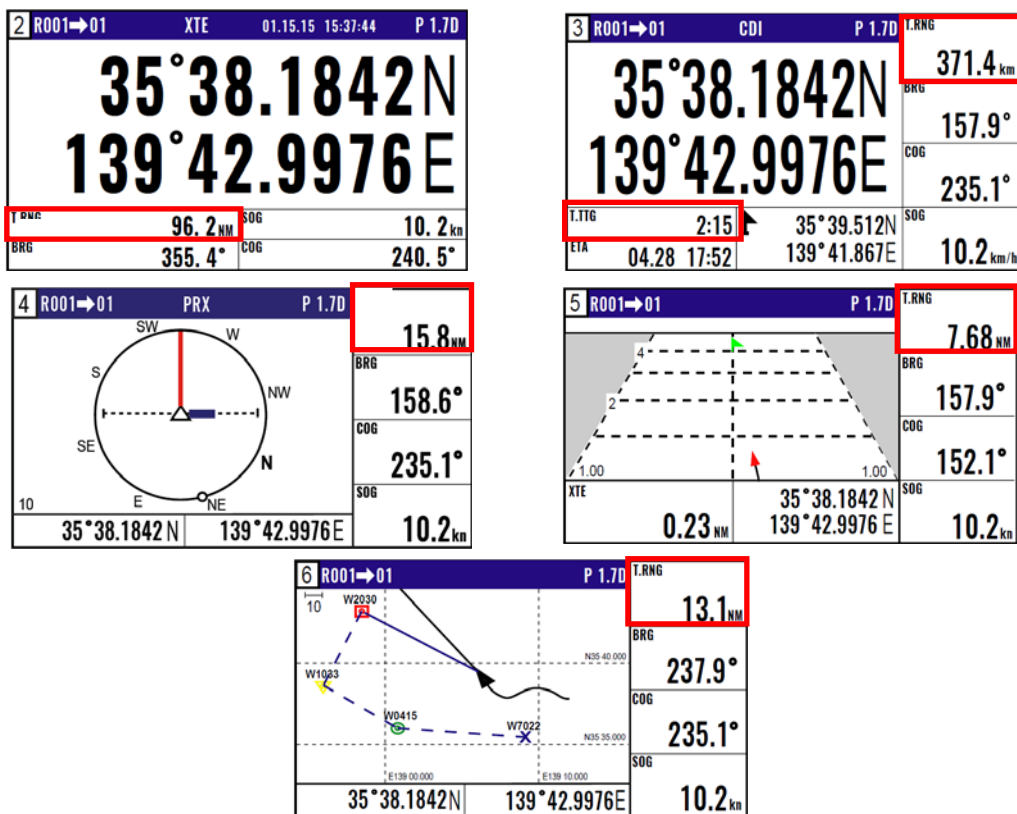 2 R001➡01 XTE 01.15.15 15:37:44 P 1.7D
35°38.1842N
139°42.9976E
T.RNG 96.2NM SOG 10.2kn
BRG 355.4° COG 240.5°
3 R001➡01 CDI P 1.7D
35°38.1842N
139°42.9976E
T.TTG 2:15
ETA 04.28 17:52
35°39.512N
139°41.867E
T.RNG
371.4km
BRG
157.9°
COG
235.1°
SOG
10.2km/h
4 R001➡01 PRX P 1.7D
SW
W
S
NW
SE
N
E
NE
10
35°38.1842N 139°42.9976E
15.8NM
BRG
158.6°
COG
235.1°
SOG
10.2kn
5 R001➡01 P 1.7D
4
2
1.00 1.00
XTE
0.23NM
35°38.1842 N
139°42.9976 E
T.RNG
7.68NM
BRG
157.9°
COG
152.1°
SOG
10.2kn
6 R001➡01 P 1.7D
10
W2030
N35 40.000
W1033
W0415
W7022
N35 35.000
E139 00.000 E139 10.000
35°38.1842N 139°42.9976E
T.RNG
13.1NM
BRG
237.9°
COG
235.1°
SOG
10.2kn